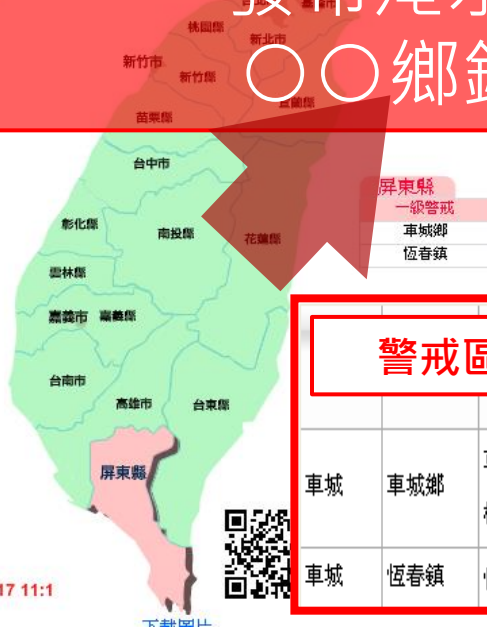 〇〇鄉
桃園縣
新北市
新竹市
新竹縣
宜蘭縣
苗栗縣
台中市
彰化縣
南投縣
花蓮縣
雲林縣
嘉義市 嘉義縣
台南市
高雄市
台東縣
屏東縣
屏東縣
一級警戒
車城鄉
恆春鎮
警戒區
車城 車城鄉
車城 恆春鎮
17 11:1
下載圖片